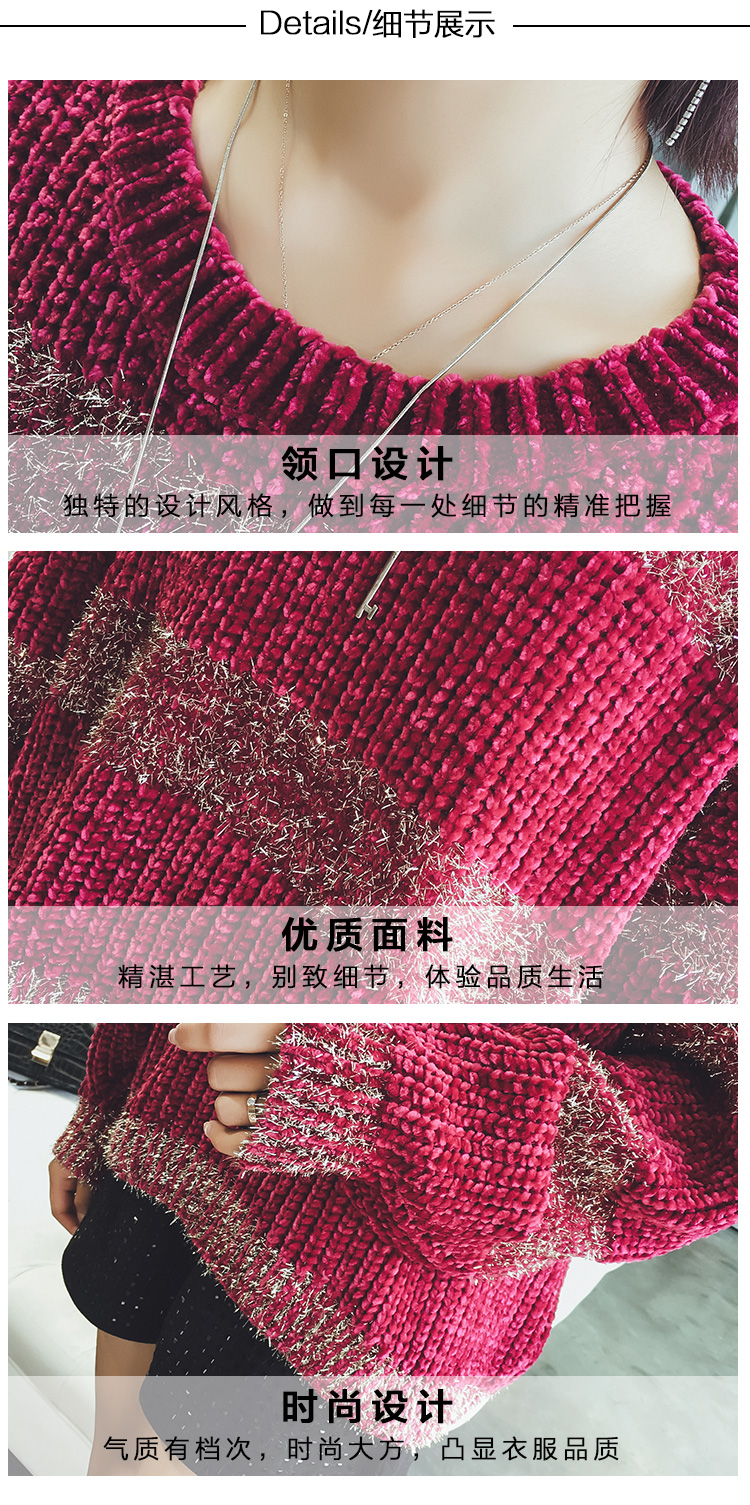 Details/细节展示
领口设计
独特的设计风格，做到每一处细节的精准把握
优质面料
精湛工艺，别致细节，体验品质生活
时尚设计
气质有档次，时尚大方，凸显衣服品质